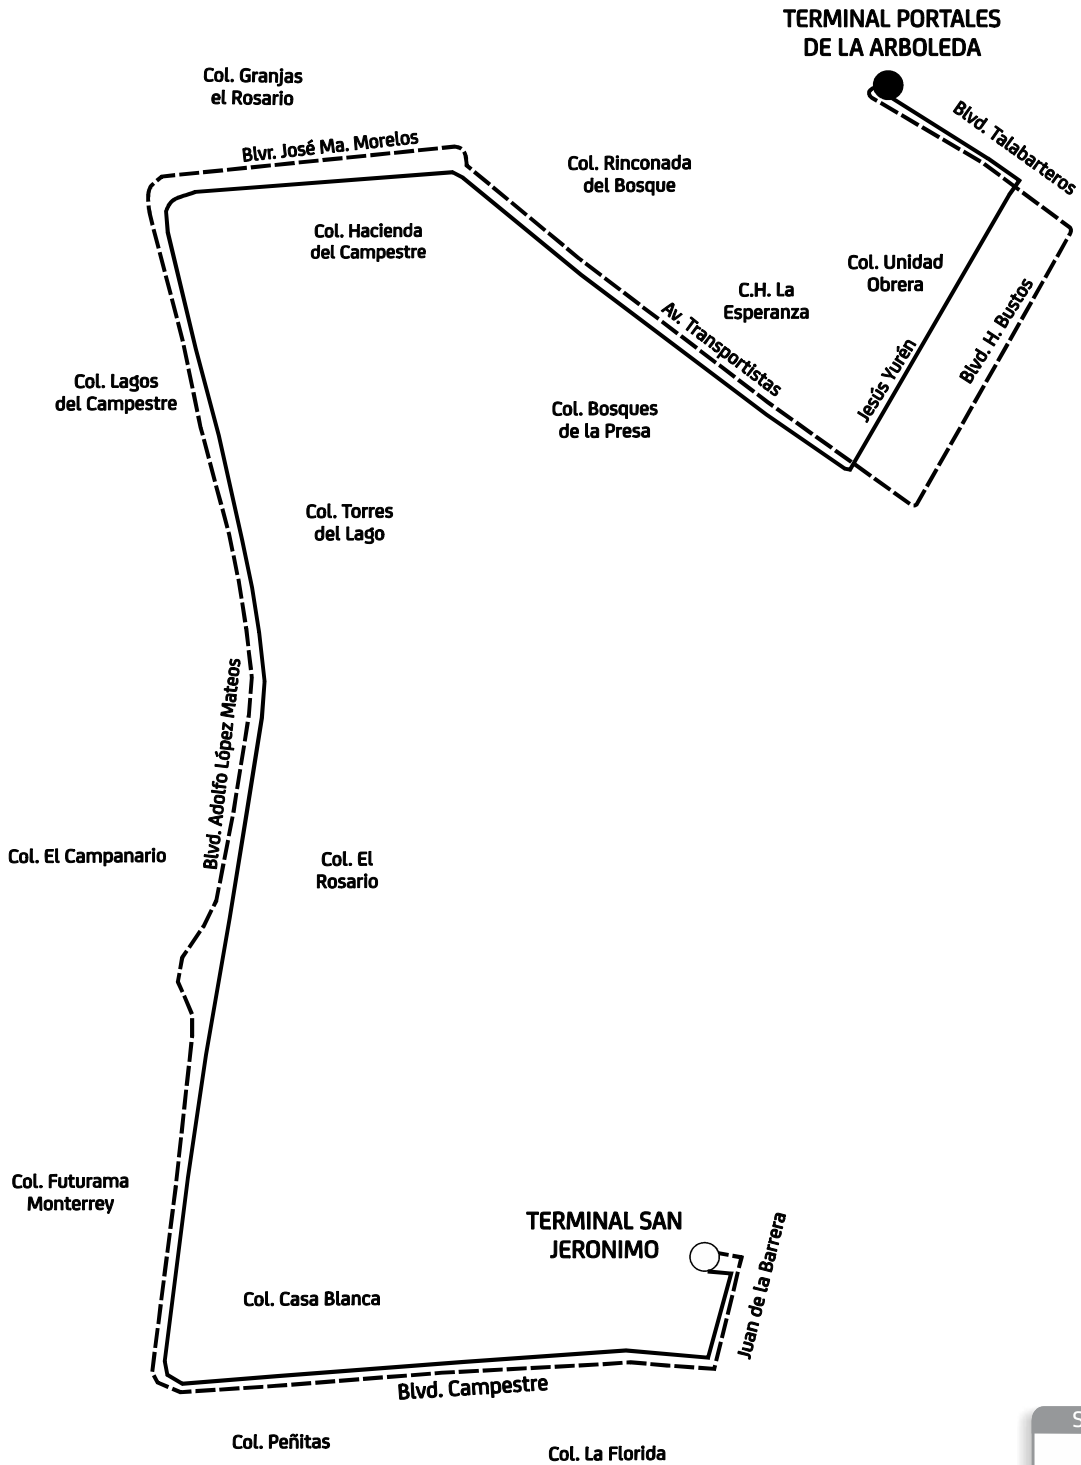 TERMINAL PORTALES
DE LA ARBOLEDA
Col. Granjas
el Rosario
Blvd. Talabarteros
Blvr. José Ma. Morelos
Col. Rinconada
del Bosque
Col. Hacienda
del Campestre
Col. Unidad
Obrera
C.H. La
Esperanza
Blvd. H. Bustos
Av. Transportistas
Jesús Yurén
Col. Lagos
del Campestre
Col. Bosques
de la Presa
Col. Torres
del Lago
Blvd. Adolfo López Mateos
Col. El Campanario
Col. El
Rosario
Col. Futurama
Monterrey
TERMINAL SAN
JERONIMO
Juan de la Barrera
Col. Casa Blanca
Blvd. Campestre
Col. Peñitas
Col. La Florida
S